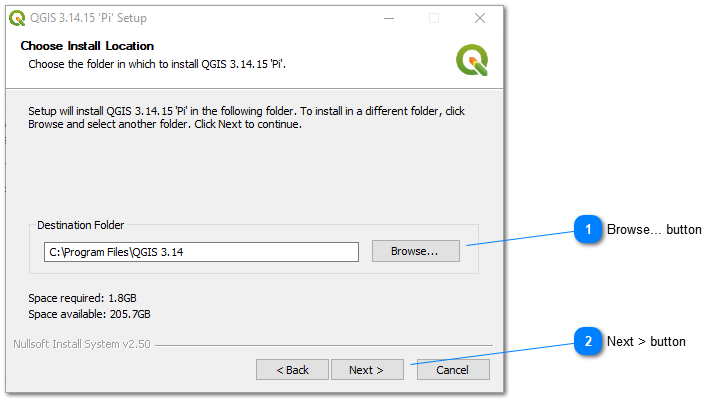 QGIS 3.14.15 'Pi' Setup
Choose Install Location
Choose the folder in which to install QGIS 3.14.15 'Pi'.
Setup will install QGIS 3.14.15 'Pi' in the following folder. To install in a different folder, click
Browse and select another folder. Click Next to continue.
Destination Folder
C:\Program Files\QGIS 3.14
Browse...
1 Browse... button
Space required: 1.8GB
Space available: 205.7GB
Nullsoft Install System v2.50
2 Next > button
< Back
Next >
Cancel